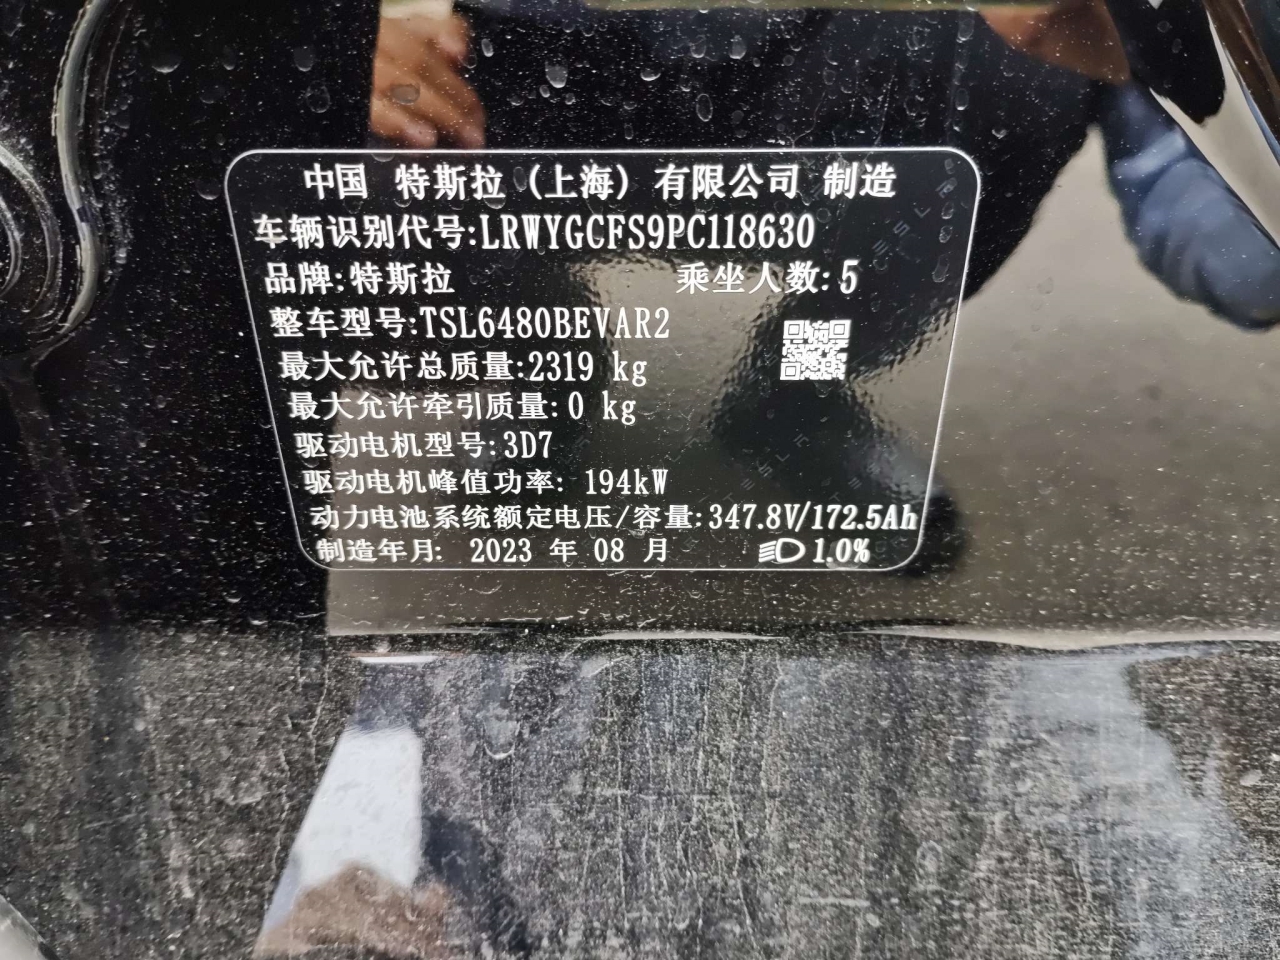 中国 特斯拉（上海）有限公司 制造
车辆识别代号:LRWYGCFS9PC118630
品牌:特斯拉 乘坐人数:5
整车型号:TSL6480BEVAR2
最大允许总质量:2319 kg
最大允许牵引质量:0 kg
驱动电机型号:3D7
驱动电机峰值功率: 194kW
动力电池系统额定电压/容量:347.8V/172.5Ah
制造年月: 2023 年 08 月 1.0%
TESLA